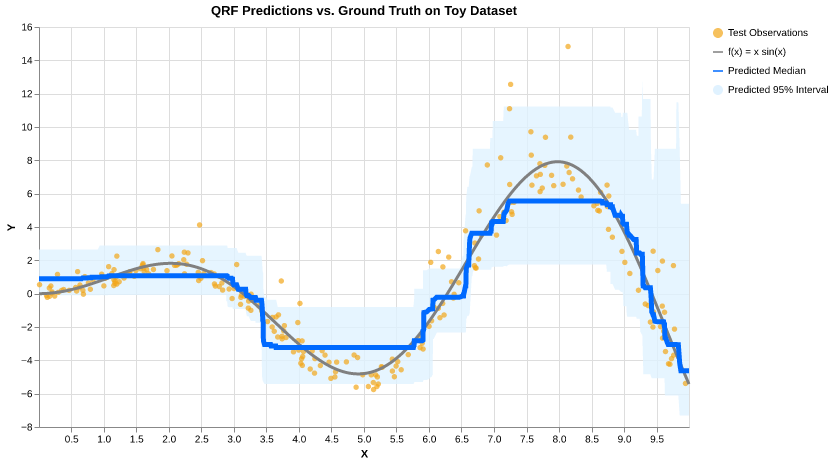 QRF Predictions vs. Ground Truth on Toy Dataset
16
14
12
10
8
6
4
2
0
−2
−4
−6
−8
Y
0.5 1.0 1.5 2.0 2.5 3.0 3.5 4.0 4.5 5.0 5.5 6.0 6.5 7.0 7.5 8.0 8.5 9.0 9.5
X
Test Observations
f(x) = x sin(x)
Predicted Median
Predicted 95% Interval